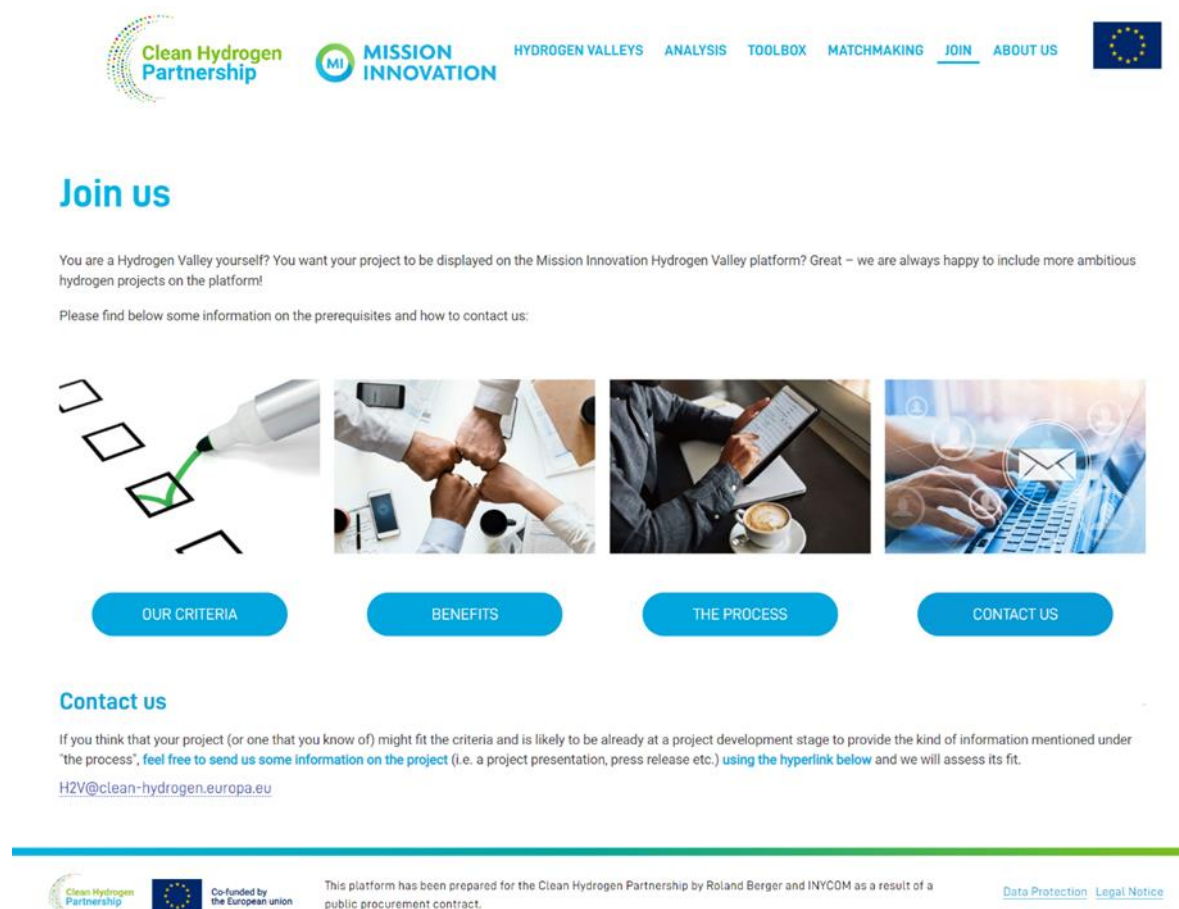 Clean Hydrogen
Partnership
MI
MISSION
INNOVATION
HYDROGEN VALLEYS ANALYSIS TOOLBOX MATCHMAKING JOIN ABOUT US
Join us
You are a Hydrogen Valley yourself? You want your project to be displayed on the Mission Innovation Hydrogen Valley platform? Great – we are always happy to include more ambitious
hydrogen projects on the platform!
Please find below some information on the prerequisites and how to contact us:
OUR CRITERIA
BENEFITS
THE PROCESS
CONTACT US
Contact us
If you think that your project (or one that you know of) might fit the criteria and is likely to be already at a project development stage to provide the kind of information mentioned under
"the process", feel free to send us some information on the project (i.e. a project presentation, press release etc.) using the hyperlink below and we will assess its fit.
H2V@clean-hydrogen.europa.eu
Clean Hydrogen
Partnership
Co-funded by
the European union
This platform has been prepared for the Clean Hydrogen Partnership by Roland Berger and INYCOM as a result of a
public procurement contract.
Data Protection Legal Notice